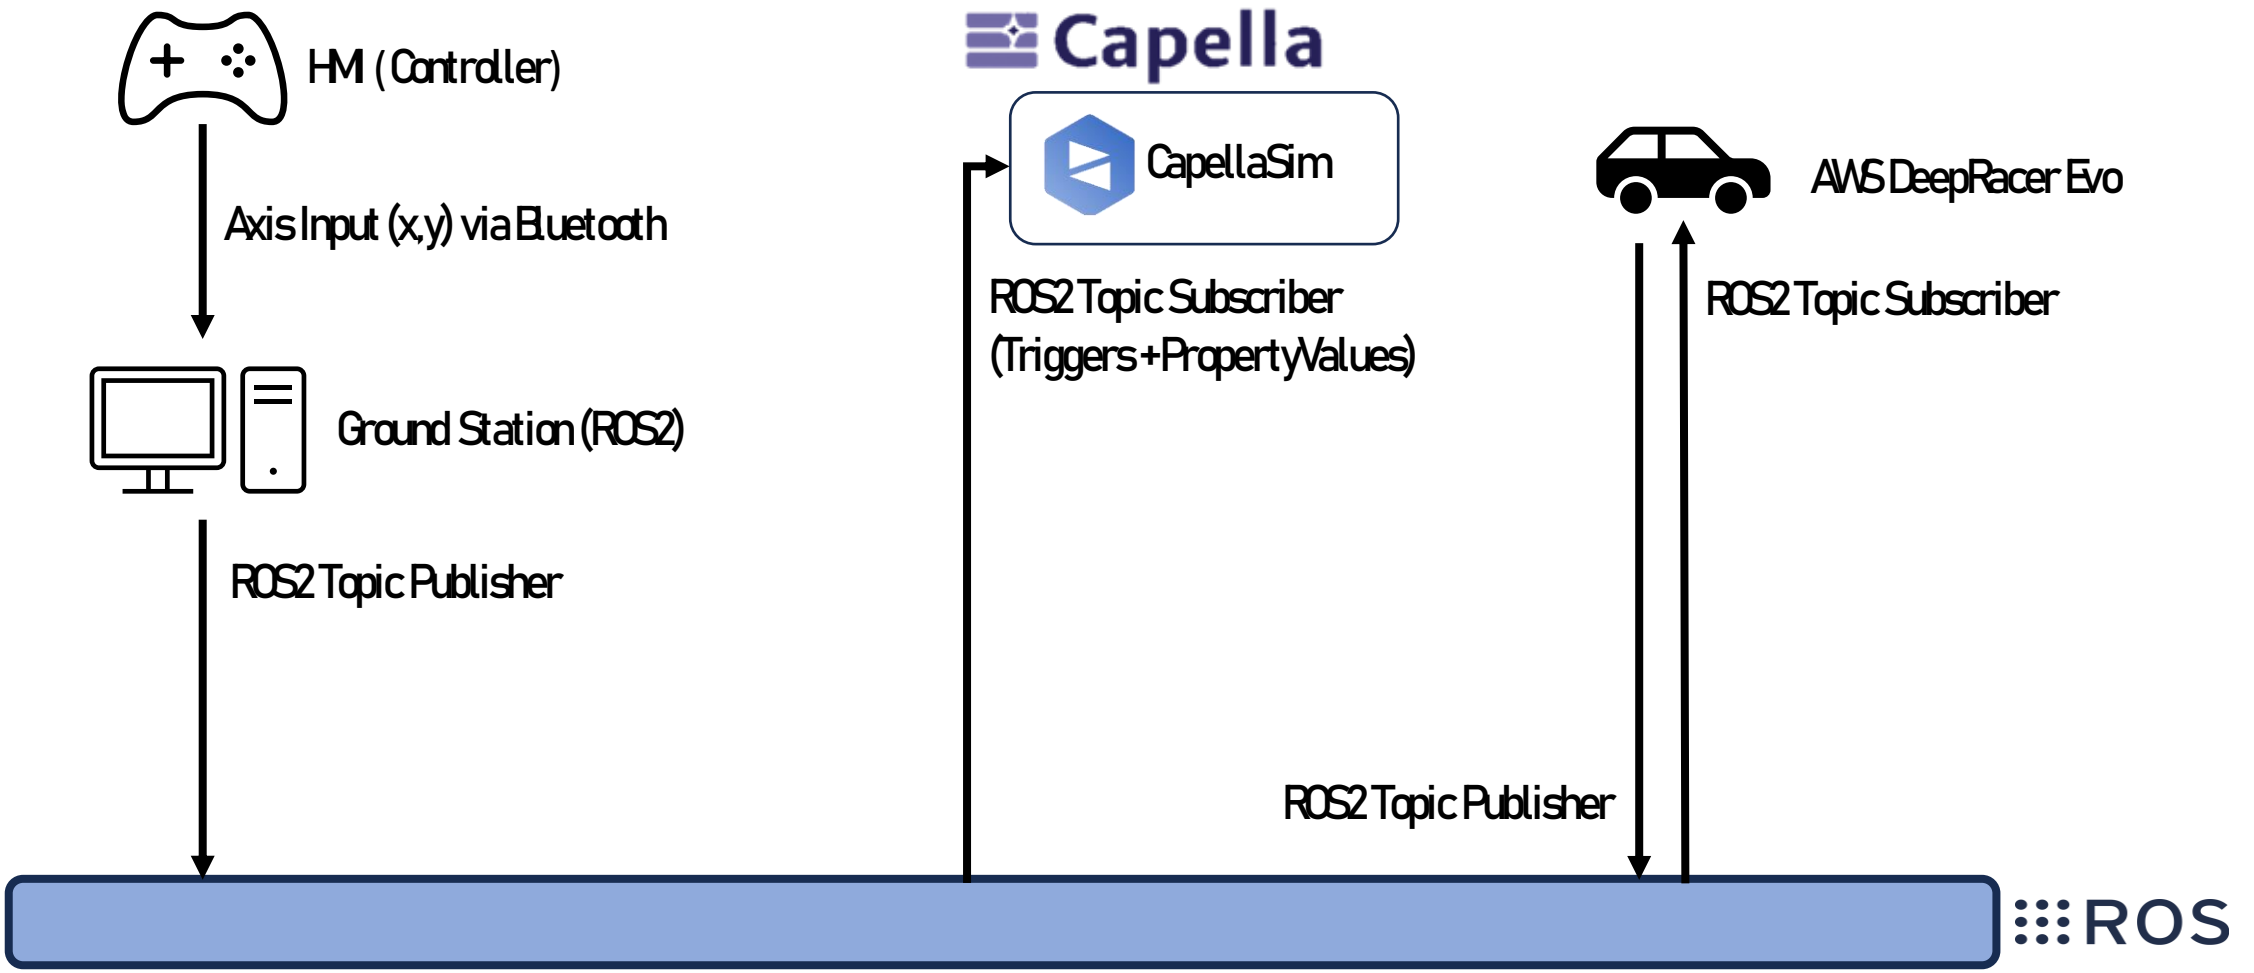 HMI (Controller)
Axis Input (x,y) via Bluetooth
Ground Station (ROS2)
ROS2 Topic Publisher
Capella
CapellaSim
ROS2 Topic Subscriber
(Triggers+PropertyValues)
AWS DeepRacer Evo
ROS2 Topic Subscriber
ROS2 Topic Publisher
ROS